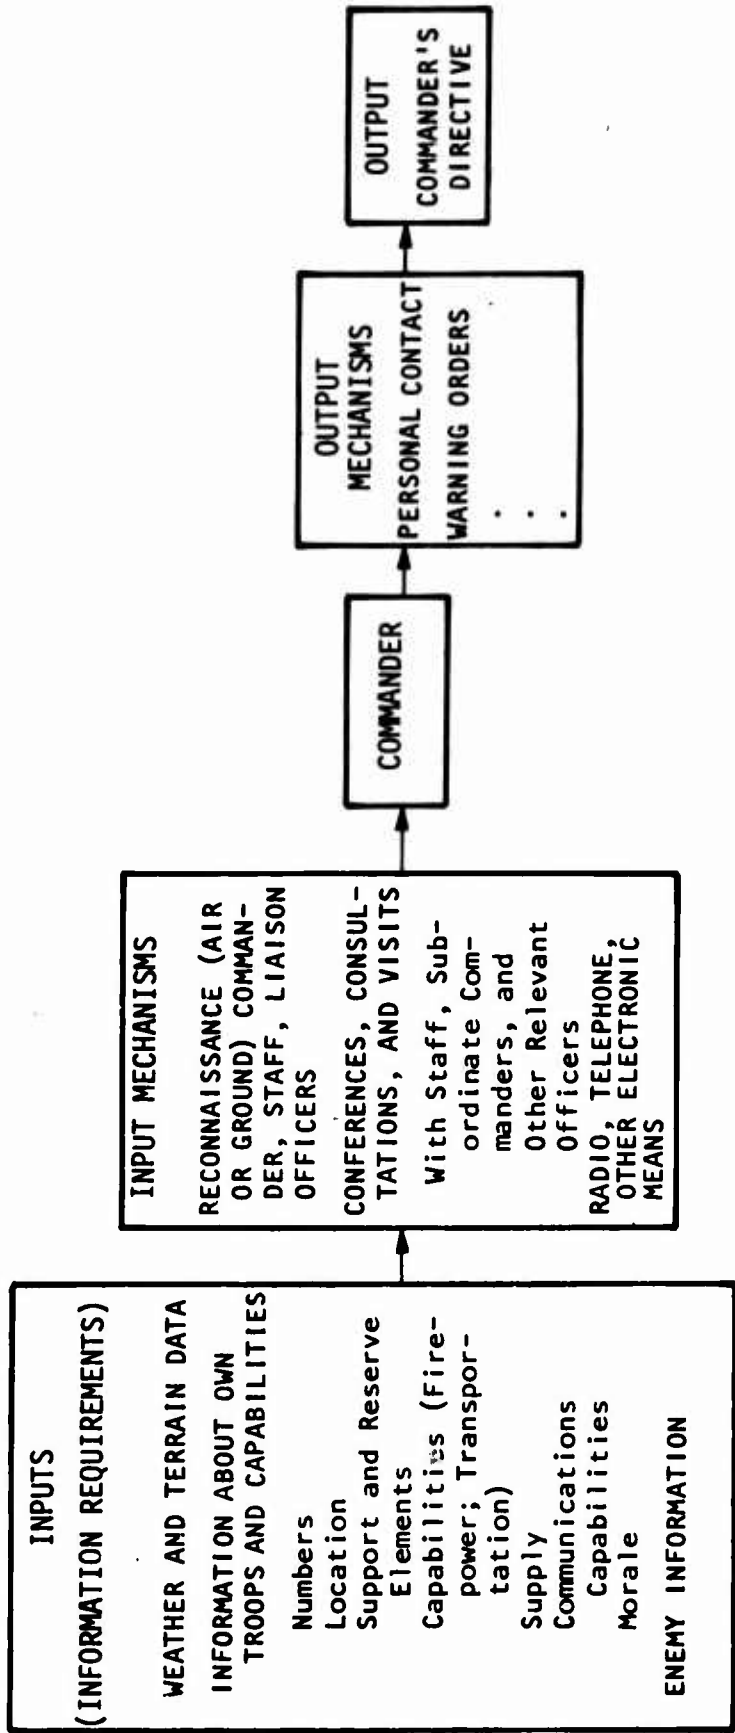 INPUTS
(INFORMATION REQUIREMENTS)
WEATHER AND TERRAIN DATA
INFORMATION ABOUT OWN
TROOPS AND CAPABILITIES
Numbers
Location
Support and Reserve
Elements
Capabilities (Fire-
power; Transpor-
tation)
Supply
Communications
Capabilities
Morale
ENEMY INFORMATION
INPUT MECHANISMS
RECONNAISSANCE (AIR
OR GROUND) COMMAN-
DER, STAFF, LIAISON
OFFICERS
CONFERENCES, CONSUL-
TATIONS, AND VISITS
With Staff, Sub-
ordinate Com-
manders, and
Other Relevant
Officers
RADIO, TELEPHONE,
OTHER ELECTRONIC
MEANS
COMMANDER
OUTPUT
MECHANISMS
PERSONAL CONTACT
WARNING ORDERS
.
.
.
OUTPUT
COMMANDER'S
DIRECTIVE